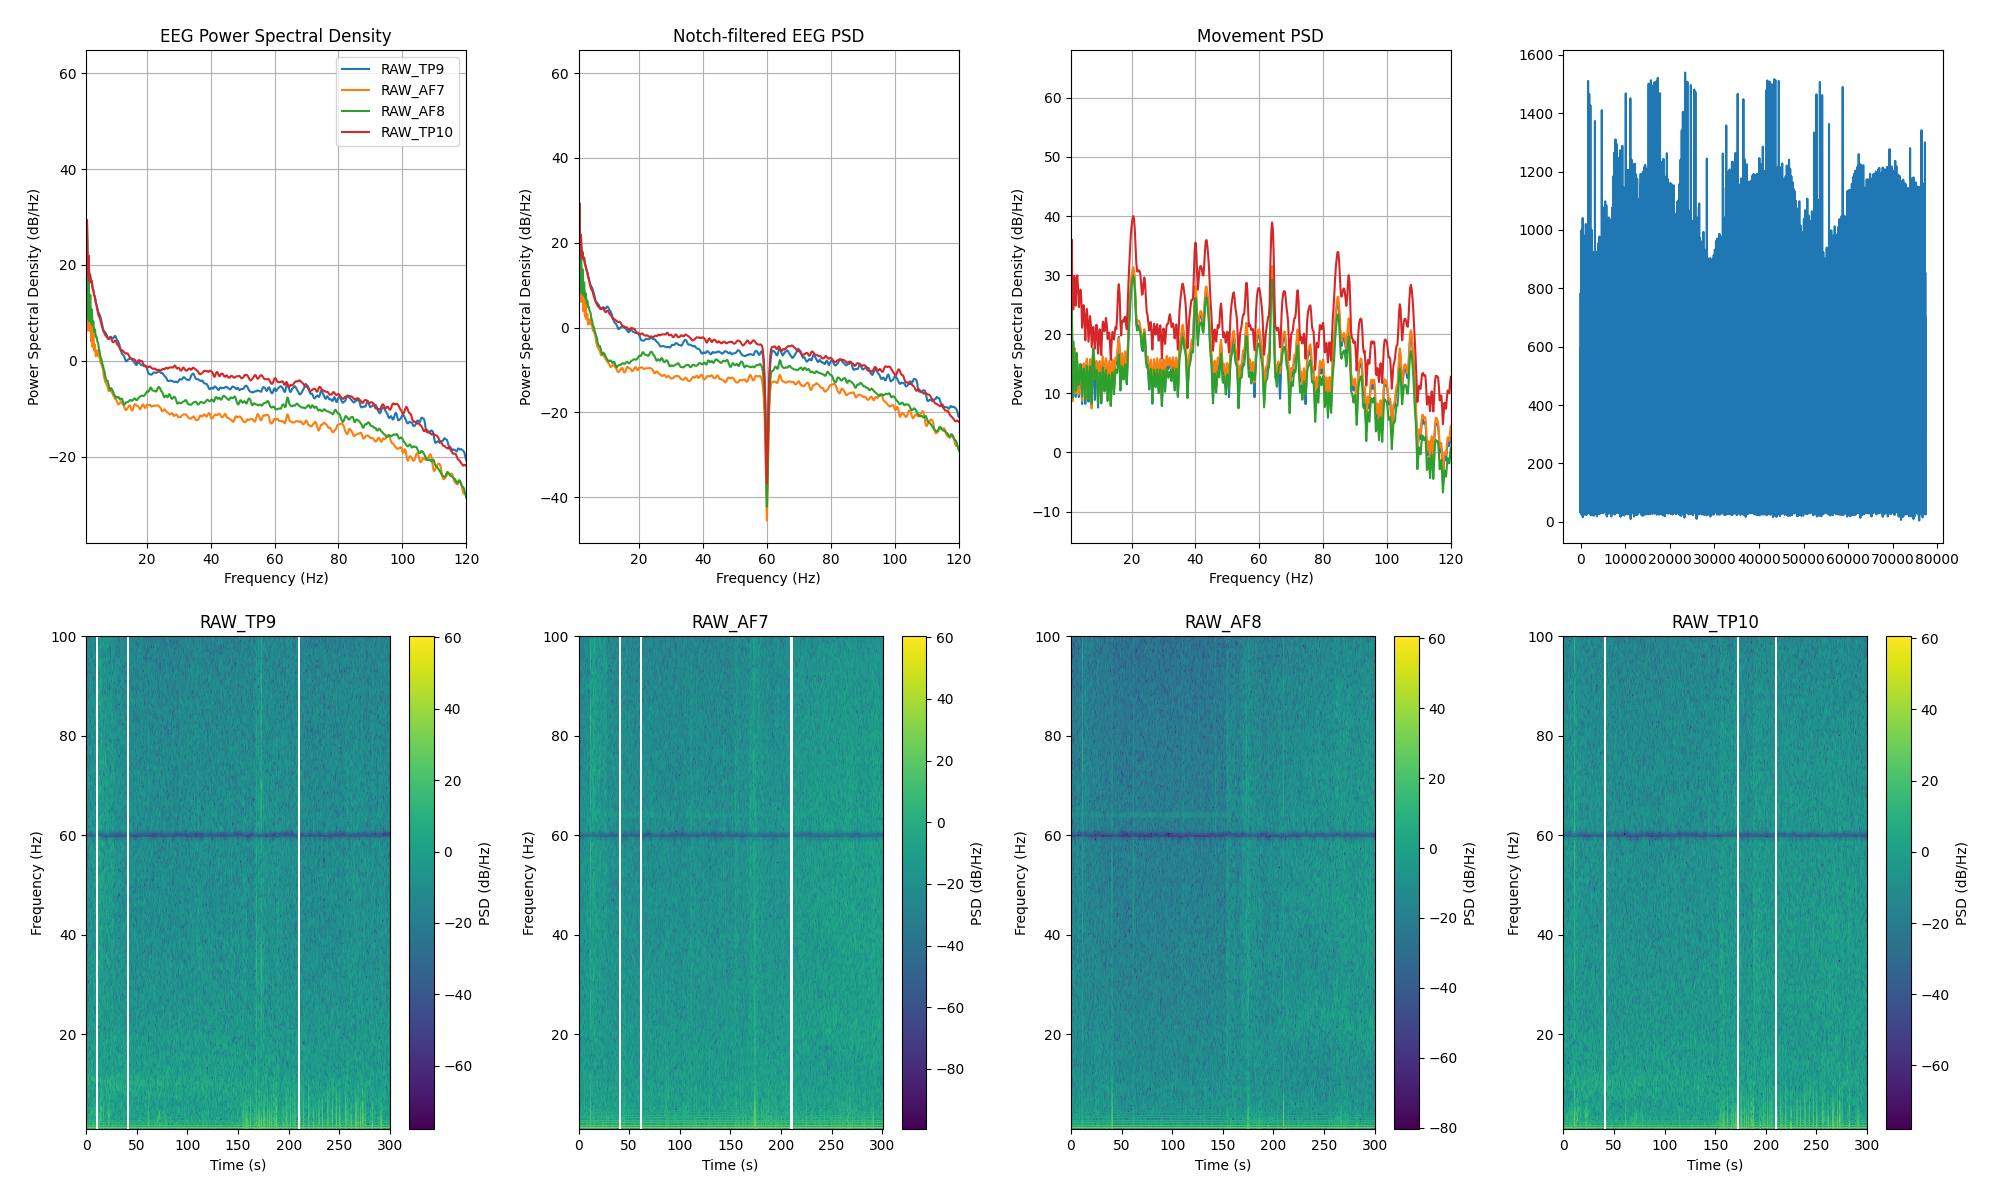 EEG Power Spectral Density
Power Spectral Density (dB/Hz)
60
40
20
0
−20
RAW_TP9
RAW_AF7
RAW_AF8
RAW_TP10
20 40 60 80 100 120
Frequency (Hz)
Notch-filtered EEG PSD
Power Spectral Density (dB/Hz)
60
40
20
0
−20
−40
20 40 60 80 100 120
Frequency (Hz)
Movement PSD
Power Spectral Density (dB/Hz)
60
50
40
30
20
10
0
−10
20 40 60 80 100 120
Frequency (Hz)
1600
1400
1200
1000
800
600
400
200
0
0 10000 20000 30000 40000 50000 60000 70000 80000
RAW_TP9
Frequency (Hz)
100
80
60
40
20
0 50 100 150 200 250 300
Time (s)
60
40
20
0
−20
−40
−60
PSD (dB/Hz)
RAW_AF7
Frequency (Hz)
100
80
60
40
20
0 50 100 150 200 250 300
Time (s)
60
40
20
0
−20
−40
−60
−80
PSD (dB/Hz)
RAW_AF8
Frequency (Hz)
100
80
60
40
20
0 50 100 150 200 250 300
Time (s)
60
40
20
0
−20
−40
−60
−80
PSD (dB/Hz)
RAW_TP10
Frequency (Hz)
100
80
60
40
20
0 50 100 150 200 250 300
Time (s)
60
40
20
0
−20
−40
−60
PSD (dB/Hz)